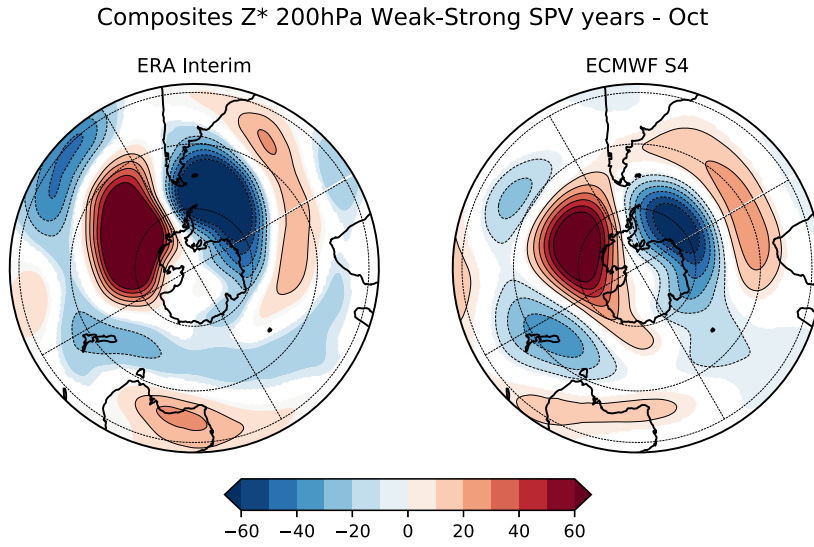 Composites Z* 200hPa Weak-Strong SPV years - Oct
ERA Interim
ECMWF S4
−60 −40 −20 0 20 40 60